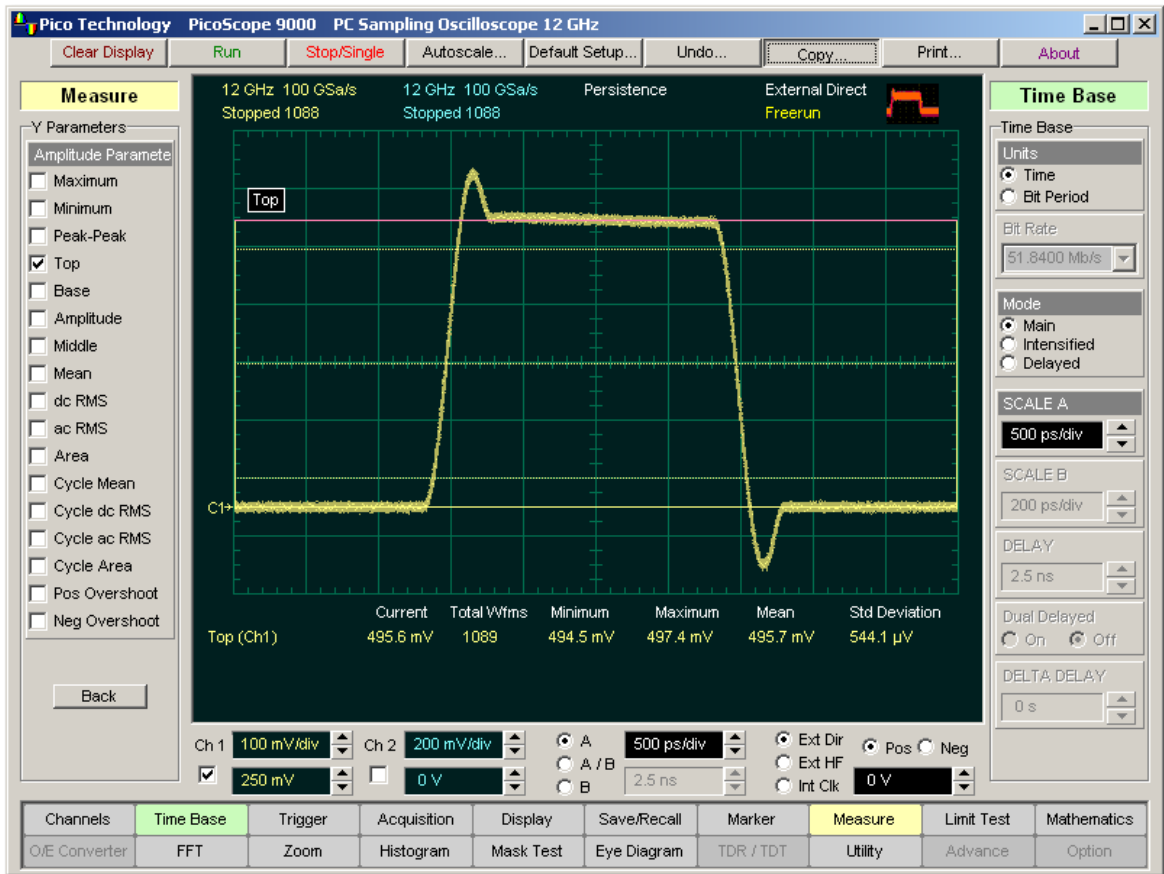 Pico Technology PicoScope 9000 PC Sampling Oscilloscope 12 GHz
Clear Display Run Stop/Single Autoscale... Default Setup... Undo... Copy... Print... About
Measure
Y Parameters
Amplitude Paramete
Maximum
Minimum
Peak-Peak
Top
Base
Amplitude
Middle
Mean
dc RMS
ac RMS
Area
Cycle Mean
Cycle dc RMS
Cycle ac RMS
Cycle Area
Pos Overshoot
Neg Overshoot
Back
12 GHz 100 GSa/s 12 GHz 100 GSa/s Persistence External Direct
Stopped 1088 Stopped 1088 Freerun
Top
C1
Current Total Wfms Minimum Maximum Mean Std Deviation
Top (Ch1) 495.6 mV 1089 494.5 mV 497.4 mV 495.7 mV 544.1 µV
Time Base
Time Base
Units
Time
Bit Period
Bit Rate
51.8400 Mb/s
Mode
Main
Intensified
Delayed
SCALE A
500 ps/div
SCALE B
200 ps/div
DELAY
2.5 ns
Dual Delayed
On Off
DELTA DELAY
0 s
Ch 1 100 mV/div Ch 2 200 mV/div A 500 ps/div Ext Dir Pos Neg
A / B Ext HF
250 mV 0 V B 2.5 ns Int Clk 0 V
Channels Time Base Trigger Acquisition Display Save/Recall Marker Measure Limit Test Mathematics
O/E Converter FFT Zoom Histogram Mask Test Eye Diagram TDR / TDT Utility Advance Option